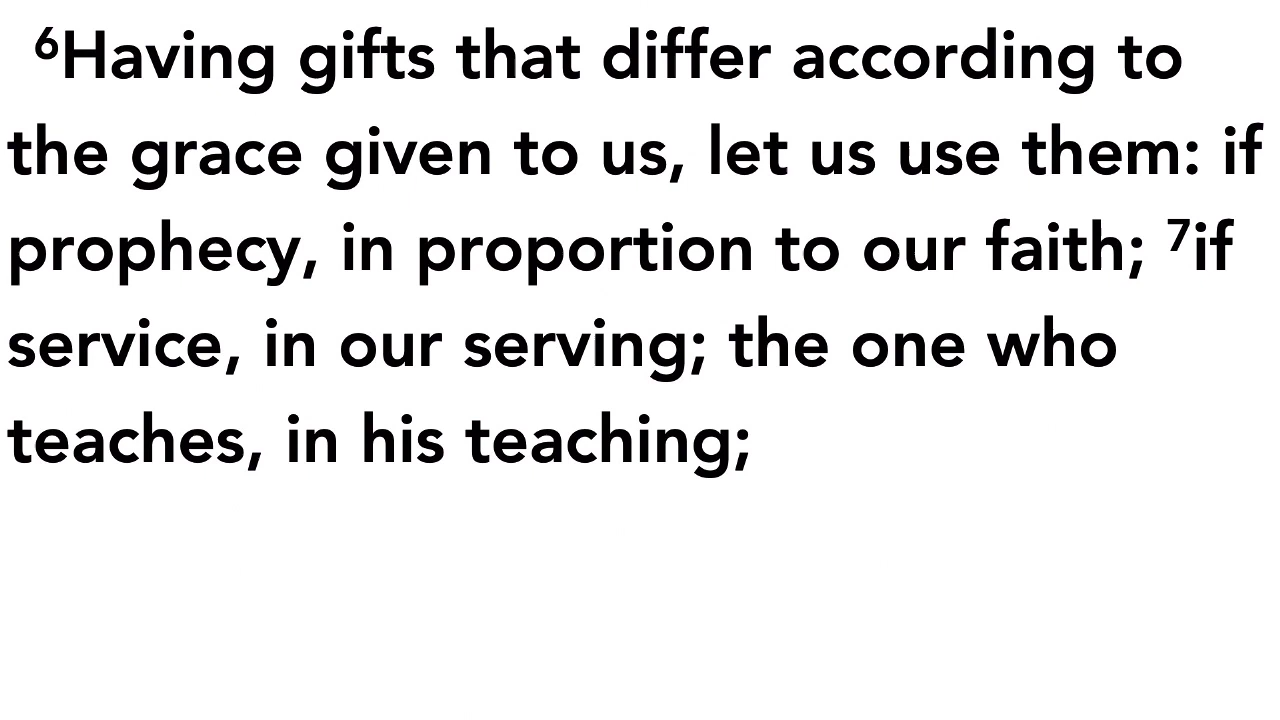 ⁶Having gifts that differ according to
the grace given to us, let us use them: if
prophecy, in proportion to our faith; ⁷if
service, in our serving; the one who
teaches, in his teaching;